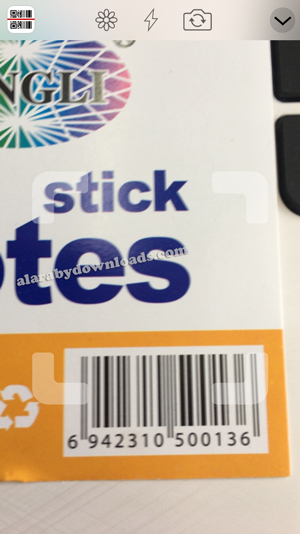 NGLI®
stick
otes
alarabydownloads.com
6 942310 500136